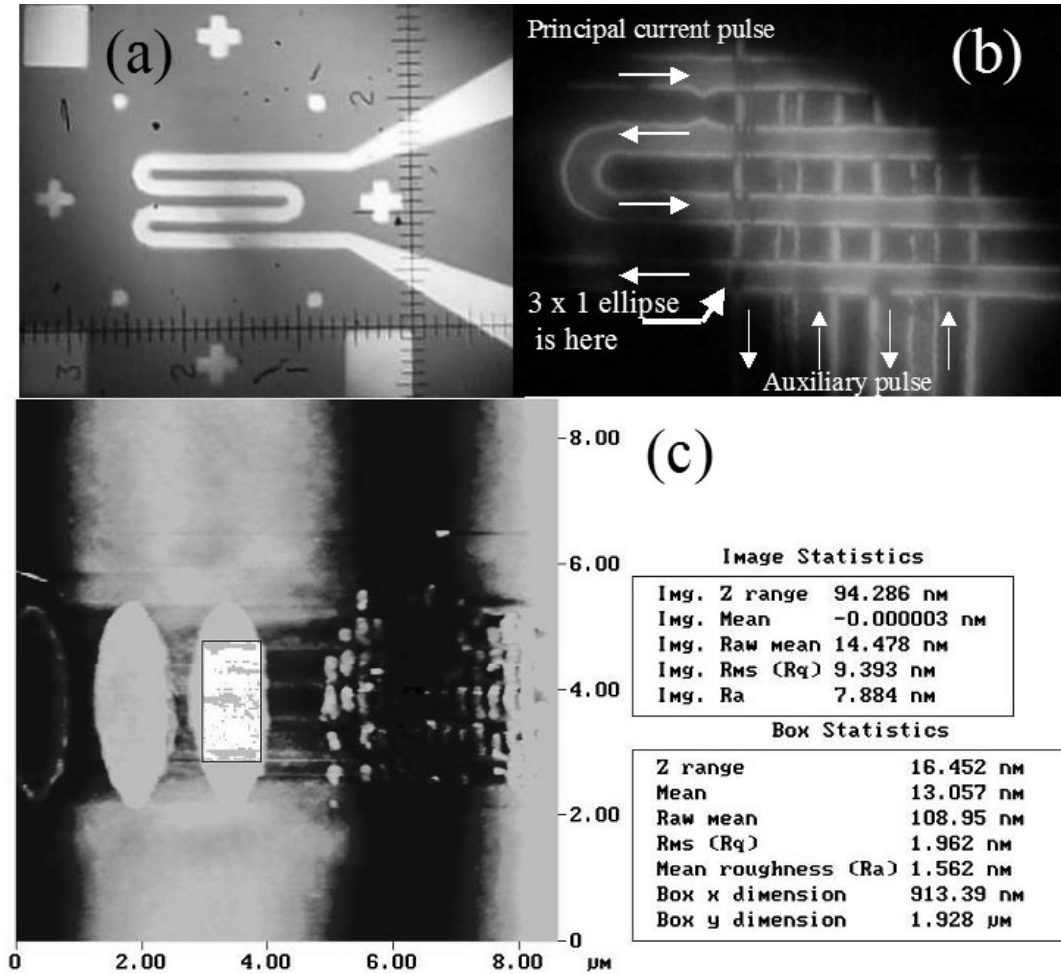 (a)
2
3
2
1
Principal current pulse
(b)
3 x 1 ellipse
is here
Auxiliary pulse
(c)
8.00
6.00
4.00
2.00
0
0
2.00
4.00
6.00
8.00
µM
Image Statistics
Img. Z range 94.286 nm
Img. Mean -0.000003 nm
Img. Raw mean 14.478 nm
Img. Rms (Rq) 9.393 nm
Img. Ra 7.884 nm
Box Statistics
Z range 16.452 nm
Mean 13.057 nm
Raw mean 108.95 nm
Rms (Rq) 1.962 nm
Mean roughness (Ra) 1.562 nm
Box x dimension 913.39 nm
Box y dimension 1.928 µm